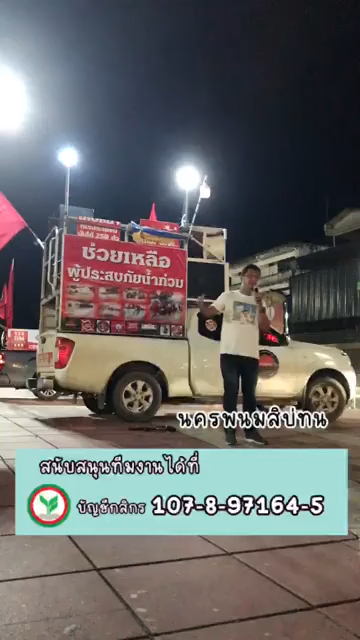 ช่วยเหลือ
ผู้ประสบภัยน้ำท่วม
นครพนมลิปทน
สนับสนุนทีมงานได้ที่
บัญชีกสิกร 107-8-97164-5